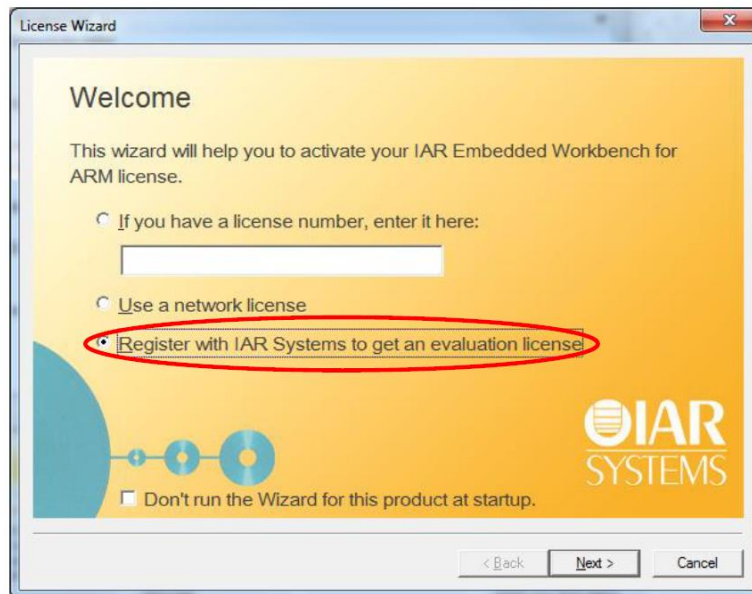 License Wizard
Welcome
This wizard will help you to activate your IAR Embedded Workbench for
ARM license.
If you have a license number, enter it here:
Use a network license
Register with IAR Systems to get an evaluation license
IAR
SYSTEMS
Don't run the Wizard for this product at startup.
< Back Next > Cancel